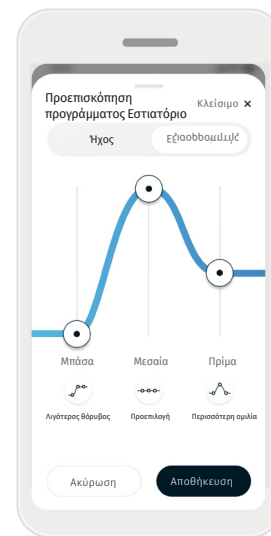 Προεπισκόπηση
προγράμματος Εστιατόριο
Κλείσιμο ×
Ήχος
Μπάσα Μεσαία Πρίμα
Λιγότερος θόρυβος Προεπιλογή Περισσότερη ομιλία
Ακύρωση Αποθήκευση